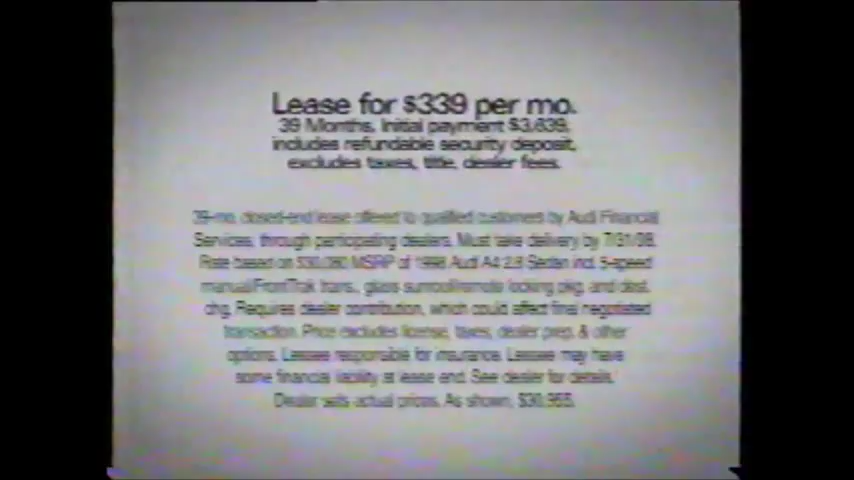 Lease for $339 per mo.
39 Months. Initial payment $3,639,
includes refundable security deposit,
excludes taxes, title, dealer fees.
39-mo. closed-end lease offered to qualified customers by Audi Financial
Services, through participating dealers. Must take delivery by 7/31/98.
Rate based on MSRP of 1998 Audi A4 2.8 Sedan incl. 5-speed
manual/FrontTrak trans., glass sunroof/remote locking pkg. and dest.
chg. Requires dealer contribution, which could affect final negotiated
transaction. Price excludes license, taxes, dealer prep. & other
options. Lessee responsible for insurance. Lessee may have
some financial liability at lease end. See dealer for details.
Dealer sets actual prices. As shown,